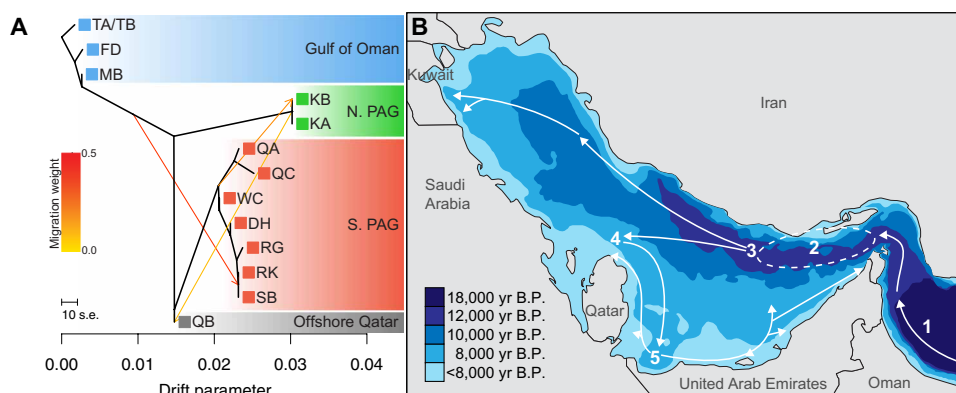 A
TA/TB
FD
MB
Gulf of Oman
KB
KA
N. PAG
QA
QC
WC
DH
RG
RK
SB
S. PAG
QB
Offshore Qatar
Migration weight
0.5
0.0
10 s.e.
0.00
0.01
0.02
0.03
0.04
Drift parameter
B
Kuwait
Iran
Saudi
Arabia
Qatar
United Arab Emirates
Oman
1
2
3
4
5
18,000 yr B.P.
12,000 yr B.P.
10,000 yr B.P.
8,000 yr B.P.
<8,000 yr B.P.